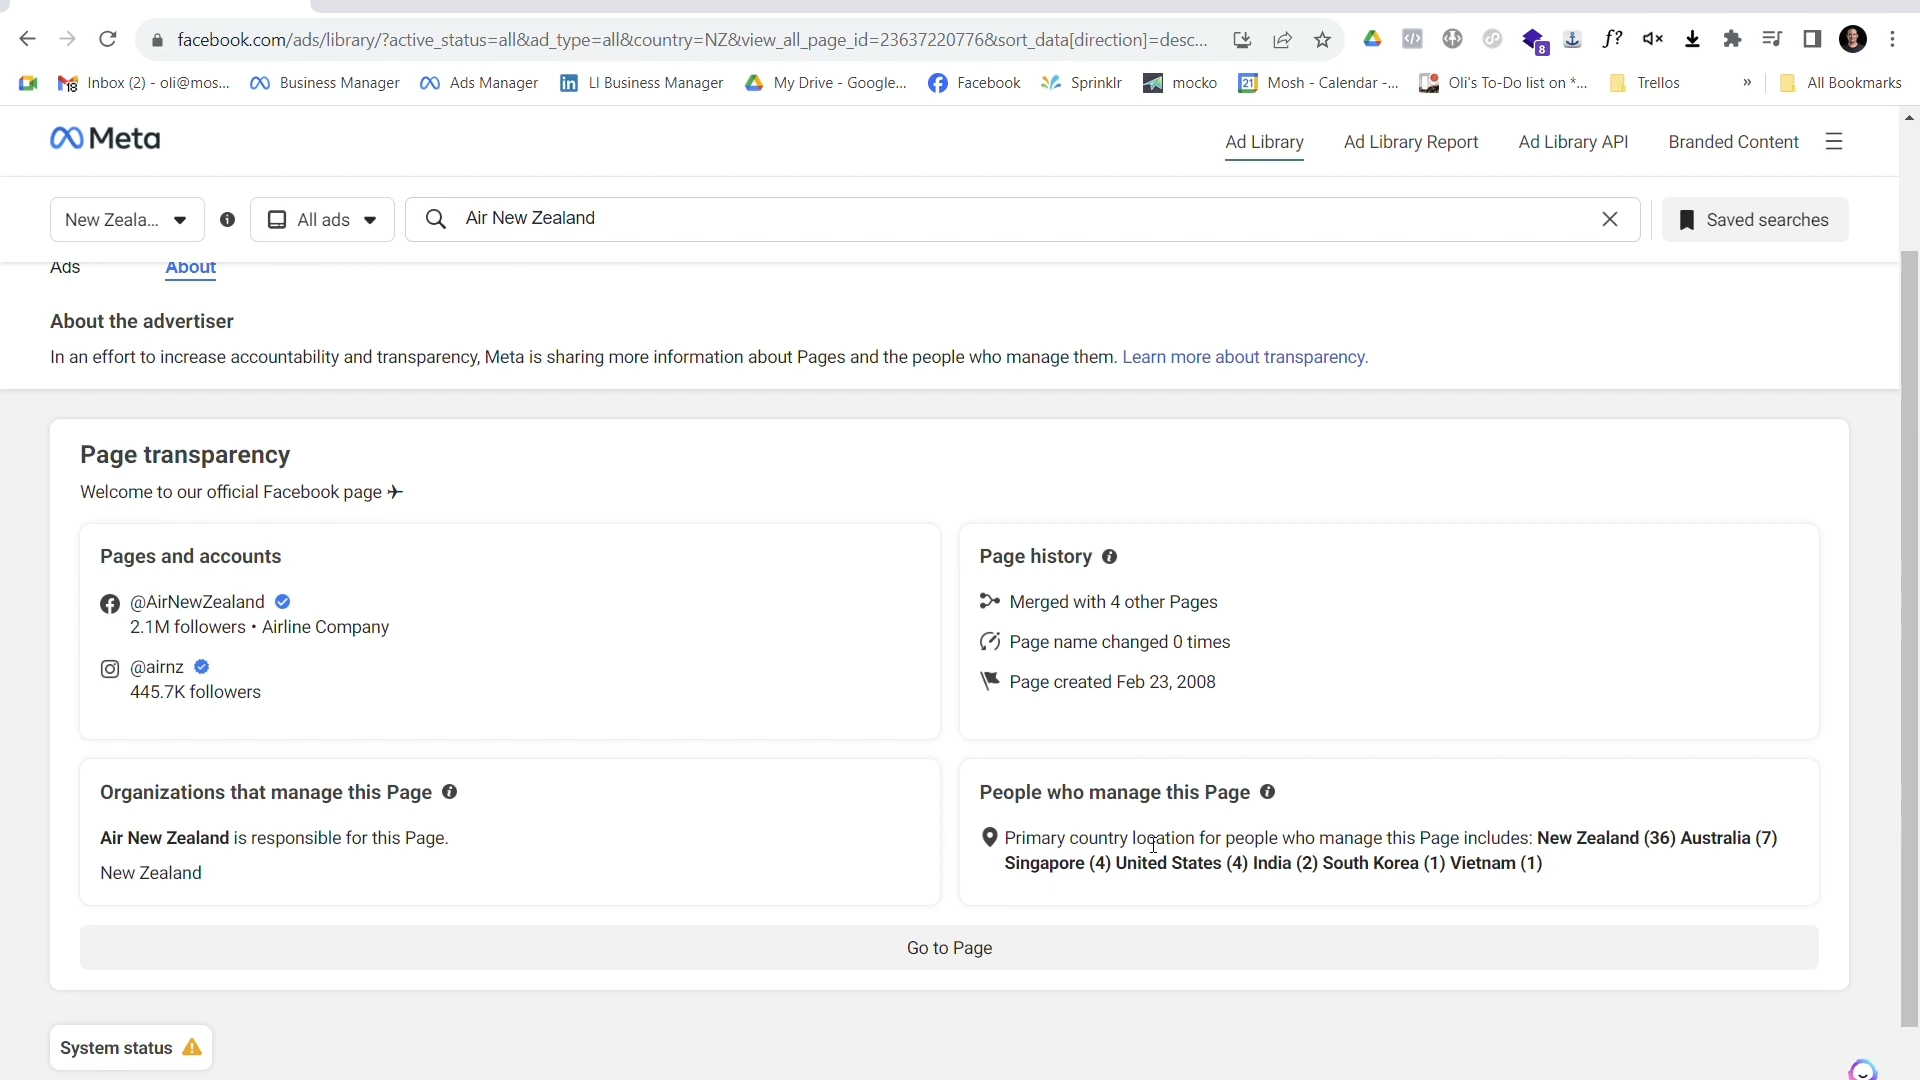 facebook.com/ads/library/?active_status=all&ad_type=all&country=NZ&view_all_page_id=23637220776&sort_data[direction]=desc...
8
f?
18 Inbox (2) - oli@mos... Business Manager Ads Manager LI Business Manager My Drive - Google... Facebook Sprinklr mocko 21 Mosh - Calendar -... Oli's To-Do list on *... Trellos » All Bookmarks
Meta
Ad Library Ad Library Report Ad Library API Branded Content
New Zeala... All ads Air New Zealand Saved searches
Ads About
About the advertiser
In an effort to increase accountability and transparency, Meta is sharing more information about Pages and the people who manage them. Learn more about transparency.
Page transparency
Welcome to our official Facebook page ✈
Pages and accounts
@AirNewZealand
2.1M followers • Airline Company
@airnz
445.7K followers
Page history
Merged with 4 other Pages
Page name changed 0 times
Page created Feb 23, 2008
Organizations that manage this Page
Air New Zealand is responsible for this Page.
New Zealand
People who manage this Page
Primary country location for people who manage this Page includes: New Zealand (36) Australia (7)
Singapore (4) United States (4) India (2) South Korea (1) Vietnam (1)
Go to Page
System status